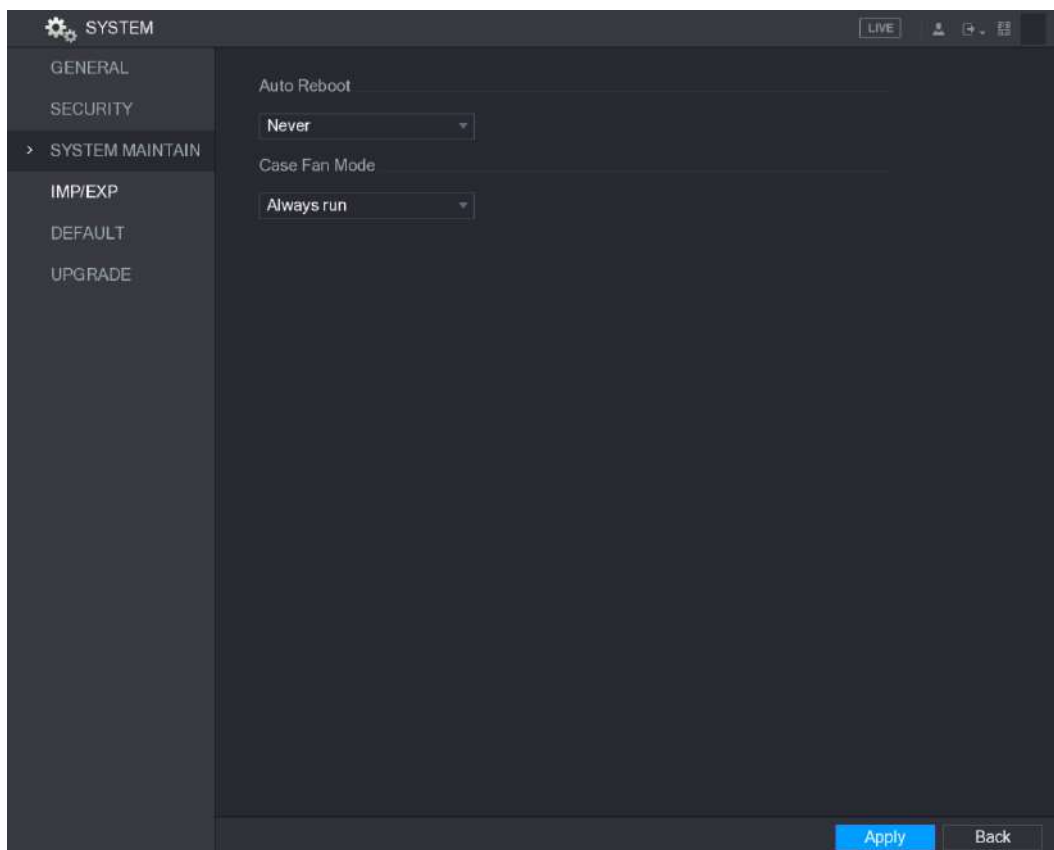 SYSTEM
LIVE
GENERAL
SECURITY
> SYSTEM MAINTAIN
IMP/EXP
DEFAULT
UPGRADE
Auto Reboot
Never
Case Fan Mode
Always run
Apply
Back